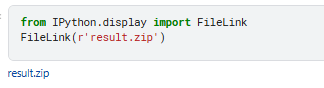 from IPython.display import FileLink
FileLink(r'result.zip')
result.zip